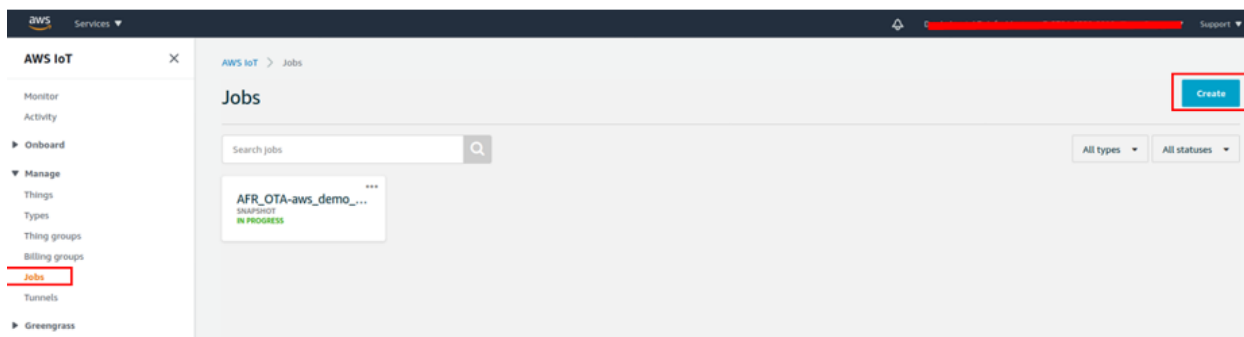 aws Services ▼ Support ▼
AWS IoT ×
Monitor
Activity
▶ Onboard
▼ Manage
Things
Types
Thing groups
Billing groups
Jobs
Tunnels
▶ Greengrass
AWS IoT > Jobs
Jobs
Create
Search jobs
All types ▼ All statuses ▼
AFR_OTA-aws_demo_... •••
SNAPSHOT
IN PROGRESS